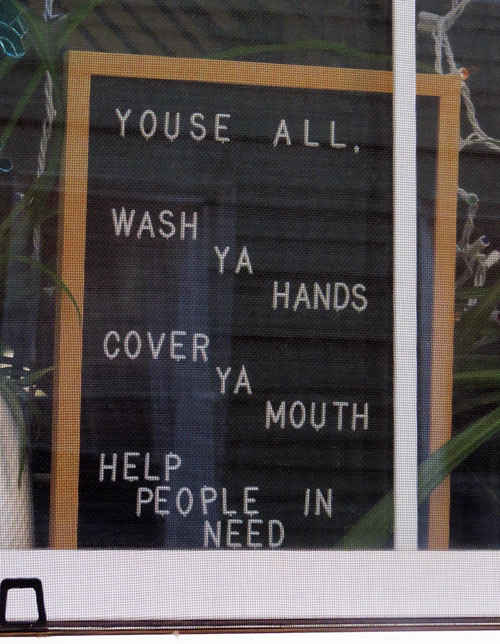 YOUSE ALL,
WASH
YA
HANDS
COVER
YA
MOUTH
HELP
PEOPLE IN
NEED